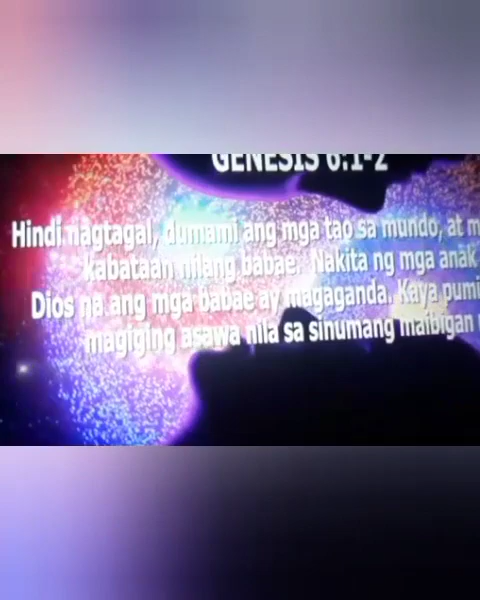 GENESIS 6:1-2
Hindi nagtagal, dumami ang mga tao sa mundo, at m
kabataan nilang babae. Nakita ng mga anak
Dios na ang mga babae ay magaganda. Kaya pumi
magiging asawa nila sa sinumang maibigan